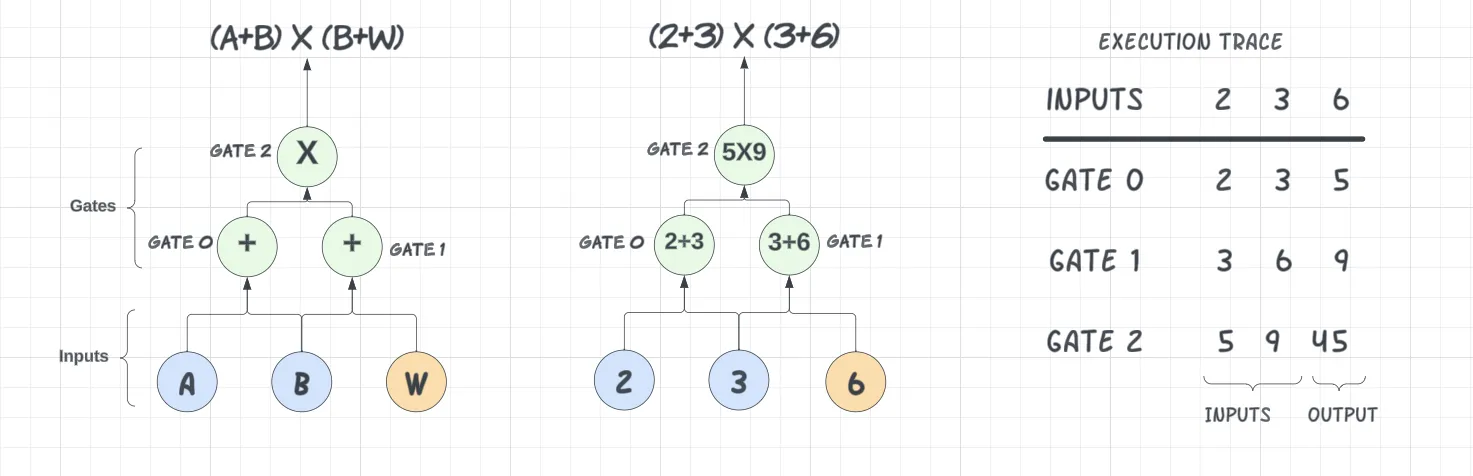 (A+B) X (B+W)
GATE 2
X
Gates
GATE 0
+
+
GATE 1
Inputs
A
B
W
(2+3) X (3+6)
GATE 2
5X9
GATE 0
2+3
3+6
GATE 1
2
3
6
EXECUTION TRACE
INPUTS 2 3 6
GATE 0 2 3 5
GATE 1 3 6 9
GATE 2 5 9 45
INPUTS OUTPUT